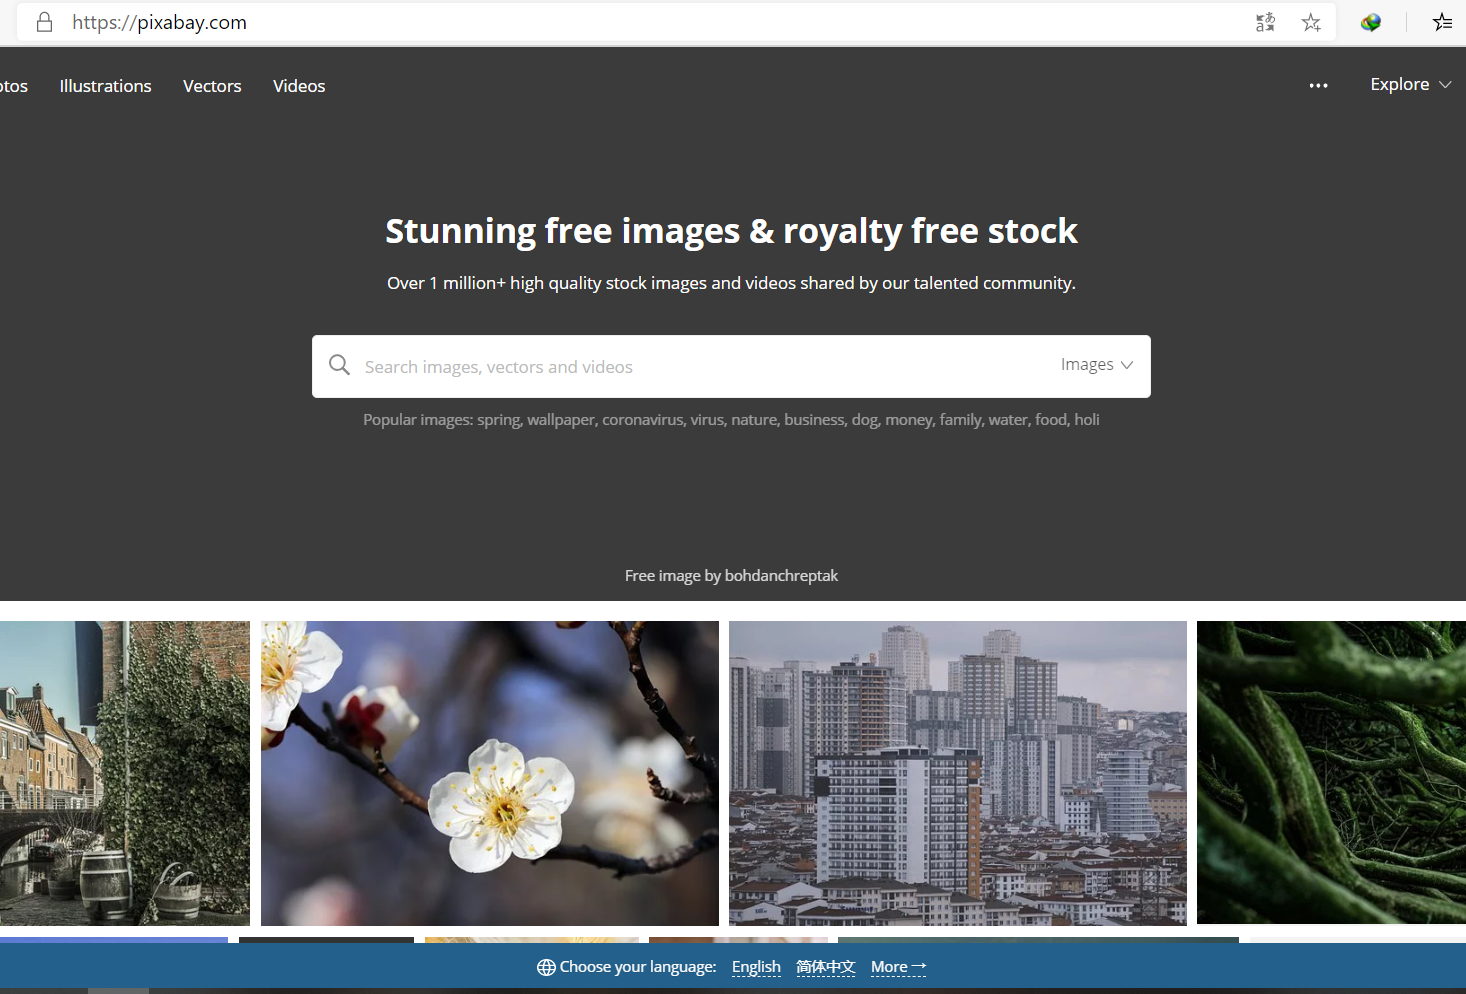 https://pixabay.com
otos Illustrations Vectors Videos ••• Explore
Stunning free images & royalty free stock
Over 1 million+ high quality stock images and videos shared by our talented community.
Search images, vectors and videos Images
Popular images: spring, wallpaper, coronavirus, virus, nature, business, dog, money, family, water, food, holi
Free image by bohdanchreptak
Choose your language: English 简体中文 More →